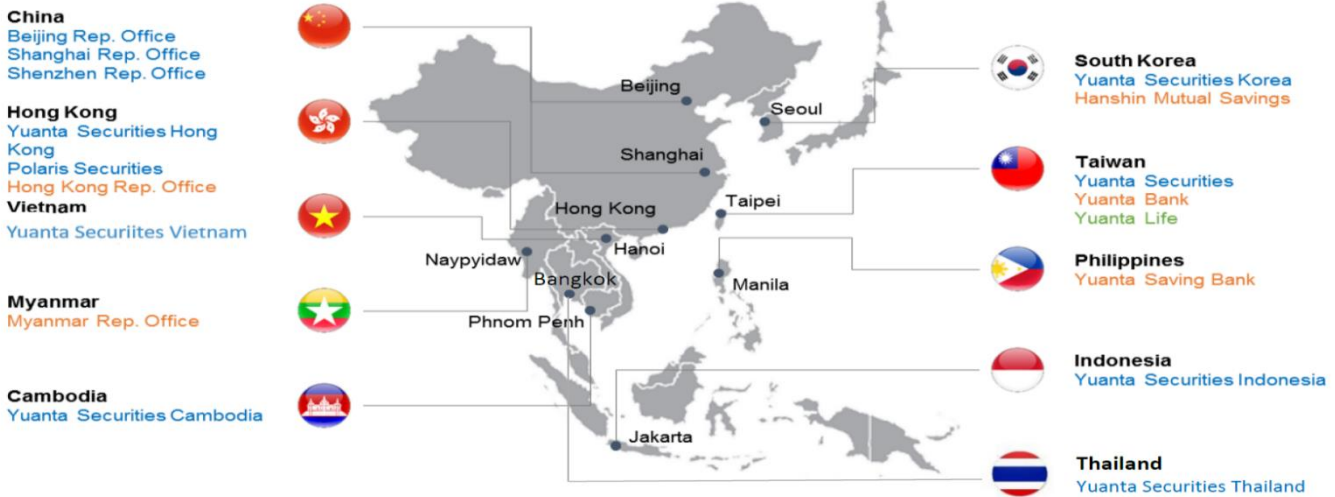 China
Beijing Rep. Office
Shanghai Rep. Office
Shenzhen Rep. Office
Hong Kong
Yuanta Securities Hong
Kong
Polaris Securities
Hong Kong Rep. Office
Vietnam
Yuanta Securiites Vietnam
Myanmar
Myanmar Rep. Office
Cambodia
Yuanta Securities Cambodia
Beijing
Seoul
Shanghai
Taipei
Hong Kong
Hanoi
Naypyidaw
Bangkok
Manila
Phnom Penh
Jakarta
South Korea
Yuanta Securities Korea
Hanshin Mutual Savings
Taiwan
Yuanta Securities
Yuanta Bank
Yuanta Life
Philippines
Yuanta Saving Bank
Indonesia
Yuanta Securities Indonesia
Thailand
Yuanta Securities Thailand